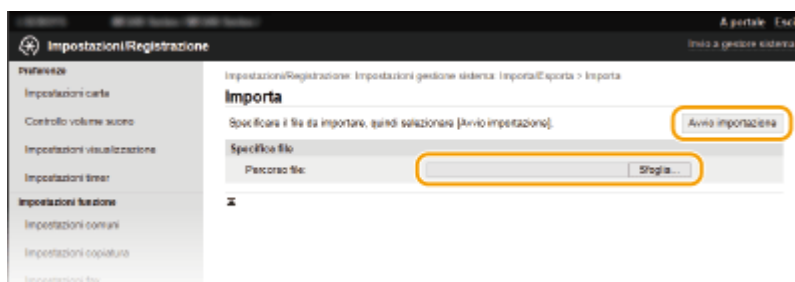 A portale Esci
Impostazioni/Registrazione
Invio a gestore sistema
Preferenze
Impostazioni carta
Controllo volume suono
Impostazioni visualizzazione
Impostazioni timer
Impostazioni funzione
Impostazioni comuni
Impostazioni copiatura
Impostazioni fax
Impostazioni/Registrazione: Impostazioni gestione sistema: Importa/Esporta > Importa
Importa
Specificare il file da importare, quindi selezionare [Avvio importazione].
Avvio importazione
Specifica file
Percorso file:
Sfoglia...